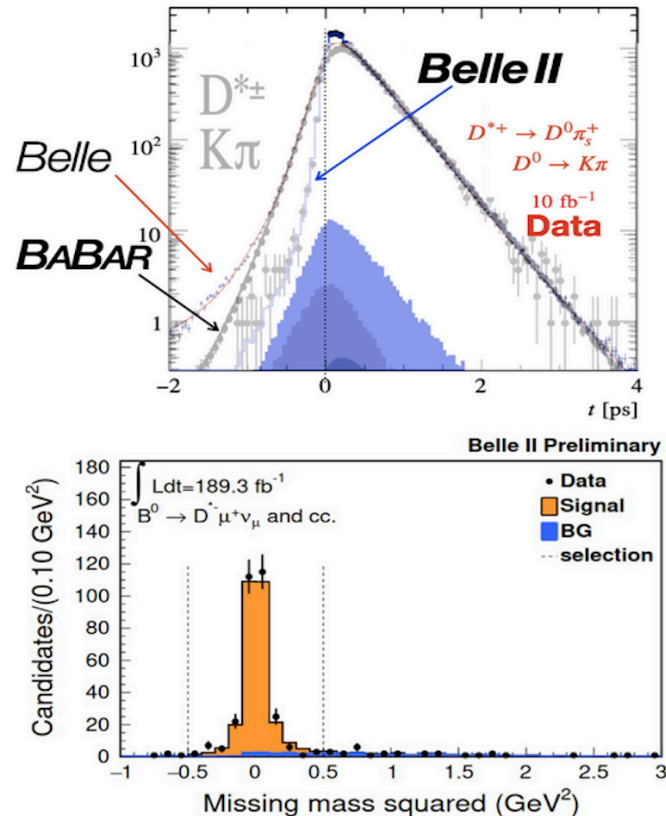 10³
10²
10
1
D*±
Kπ
Belle
BABAR
Belle II
D*+ → D⁰πₛ⁺
D⁰ → Kπ
10 fb⁻¹
Data
-2 0 2 4
t [ps]
Belle II Preliminary
Candidates/(0.10 GeV²)
180
160
140
120
100
80
60
40
20
0
∫ Ldt=189.3 fb⁻¹
B⁰ → D*⁻μ⁺ν_μ and cc.
Data
Signal
BG
selection
-1 -0.5 0 0.5 1 1.5 2 2.5 3
Missing mass squared (GeV²)